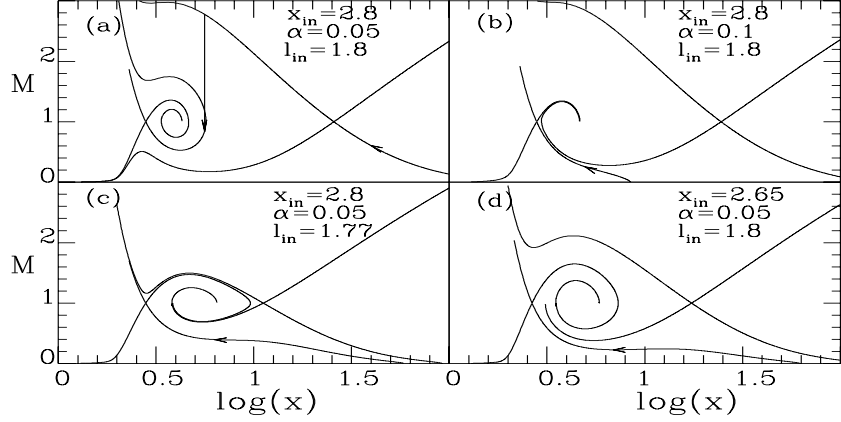 (a)
x_in=2.8
α=0.05
l_in=1.8
(b)
x_in=2.8
α=0.1
l_in=1.8
M
2
1
0
(c)
x_in=2.8
α=0.05
l_in=1.77
(d)
x_in=2.65
α=0.05
l_in=1.8
M
2
1
0
0 0.5 1 1.5 0 0.5 1 1.5
log(x) log(x)